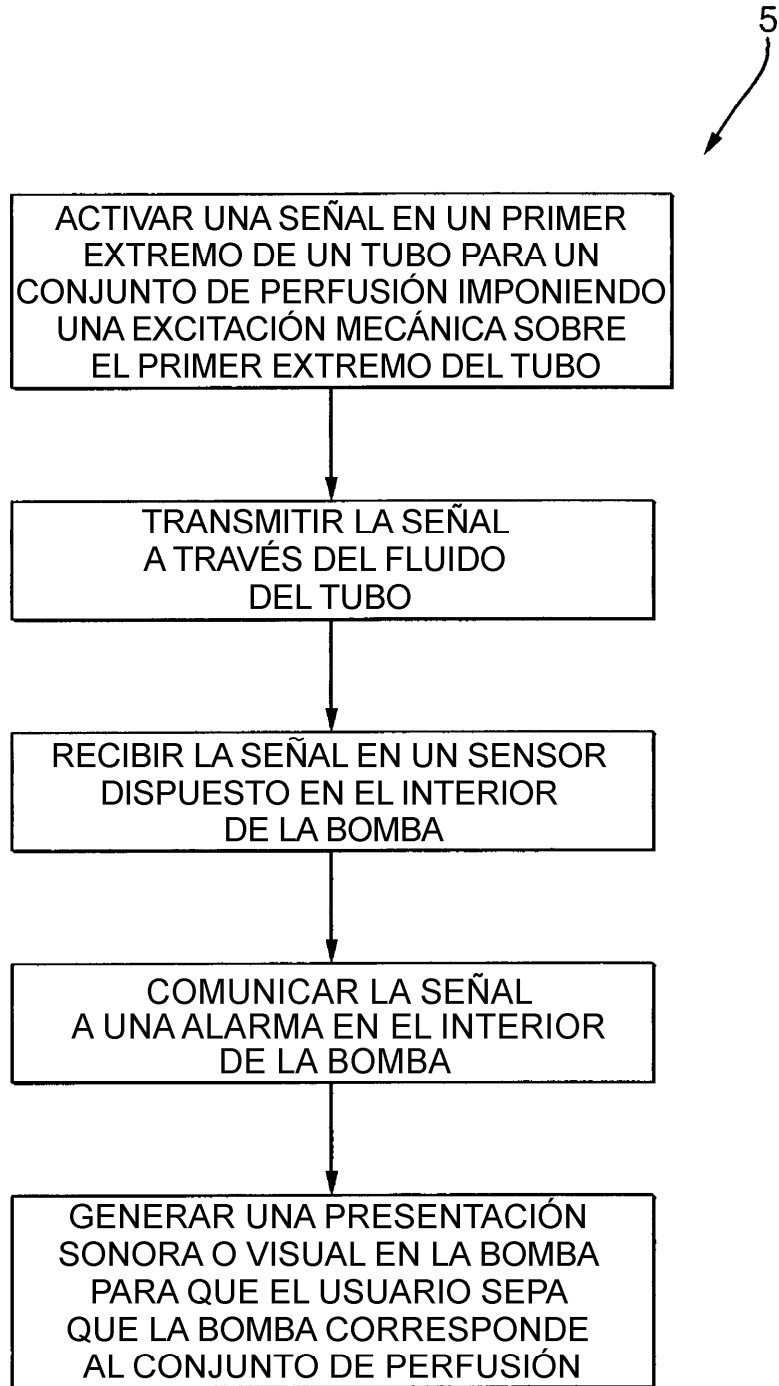 5
ACTIVAR UNA SEÑAL EN UN PRIMER
EXTREMO DE UN TUBO PARA UN
CONJUNTO DE PERFUSIÓN IMPONIENDO
UNA EXCITACIÓN MECÁNICA SOBRE
EL PRIMER EXTREMO DEL TUBO
TRANSMITIR LA SEÑAL
A TRAVÉS DEL FLUIDO
DEL TUBO
RECIBIR LA SEÑAL EN UN SENSOR
DISPUESTO EN EL INTERIOR
DE LA BOMBA
COMUNICAR LA SEÑAL
A UNA ALARMA EN EL INTERIOR
DE LA BOMBA
GENERAR UNA PRESENTACIÓN
SONORA O VISUAL EN LA BOMBA
PARA QUE EL USUARIO SEPA
QUE LA BOMBA CORRESPONDE
AL CONJUNTO DE PERFUSIÓN